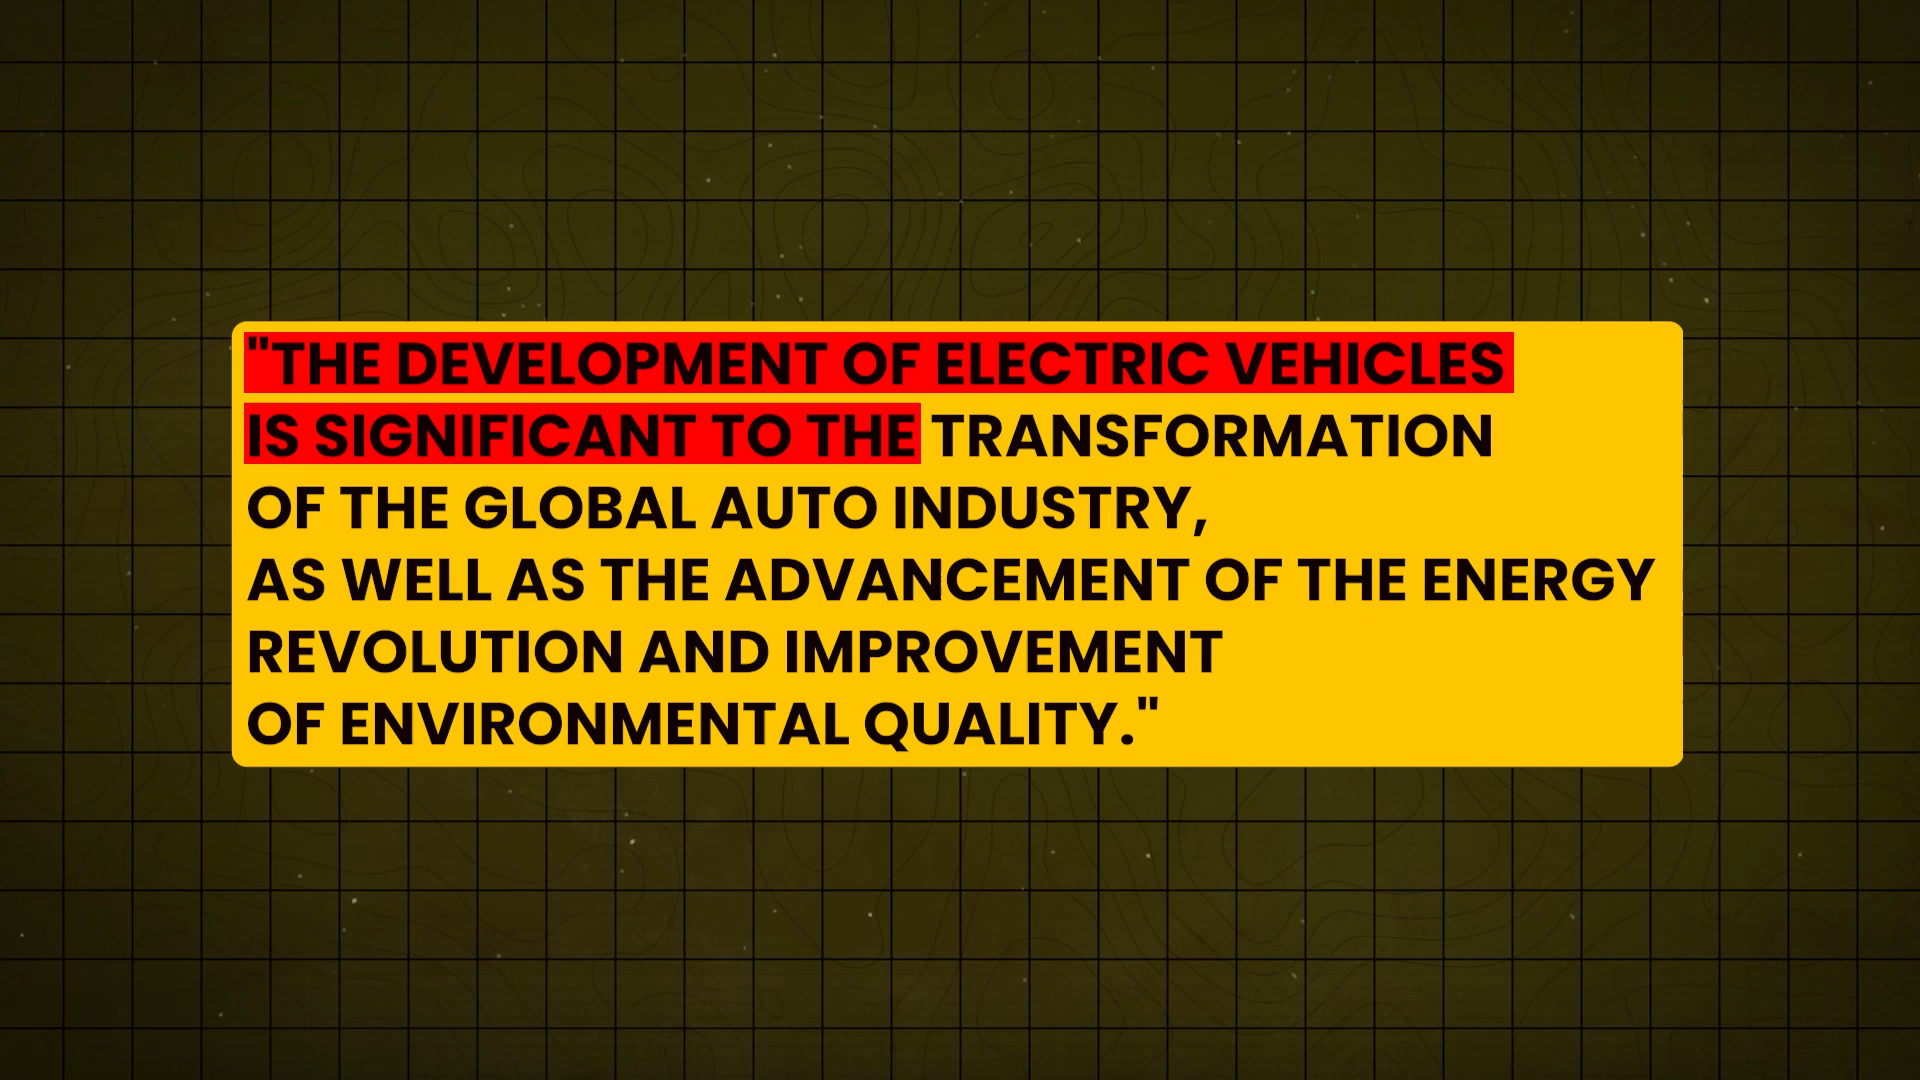 "THE DEVELOPMENT OF ELECTRIC VEHICLES
IS SIGNIFICANT TO THE TRANSFORMATION
OF THE GLOBAL AUTO INDUSTRY,
AS WELL AS THE ADVANCEMENT OF THE ENERGY
REVOLUTION AND IMPROVEMENT
OF ENVIRONMENTAL QUALITY."